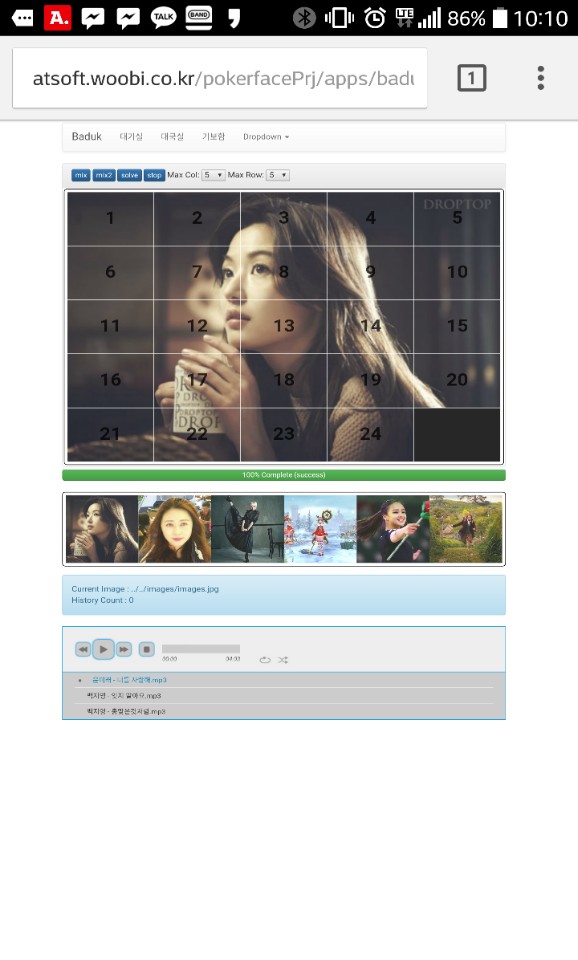 A. TALK BAND LTE 86% 10:10
atsoft.woobi.co.kr/pokerfacePrj/apps/badu
1
Baduk 대기실 대국실 기보함 Dropdown
mix mix2 solve stop Max Col: 5 Max Row: 5
DROPTOP
1 2 3 4 5
6 7 8 9 10
11 12 13 14 15
16 17 18 19 20
DROPTOP
21 22 23 24
100% Complete (success)
Current Image : ../../images/images.jpg
History Count : 0
00:00 04:03
너를 사랑해.mp3
백지영 - 잊지 말아요.mp3
백지영 - 총맞은것처럼.mp3